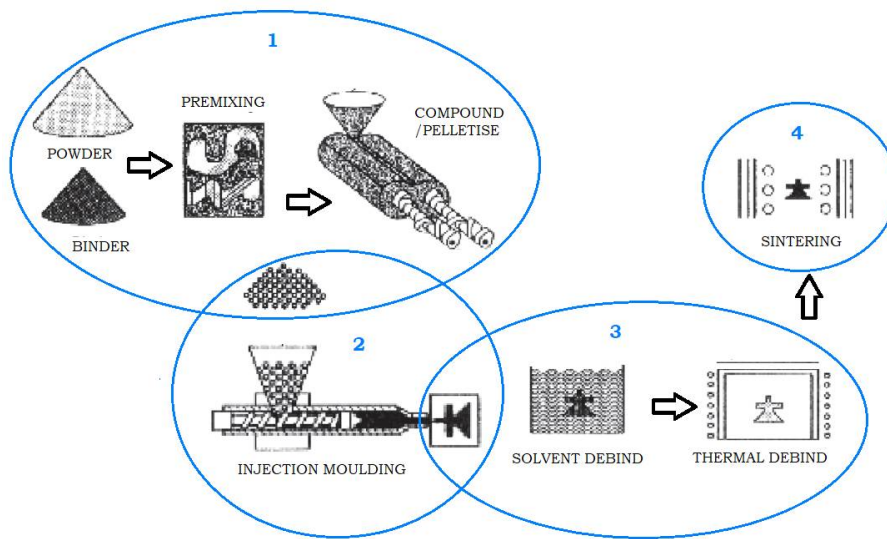 1
POWDER
BINDER
PREMIXING
COMPOUND
/PELLETISE
2
INJECTION MOULDING
3
SOLVENT DEBIND
THERMAL DEBIND
4
SINTERING